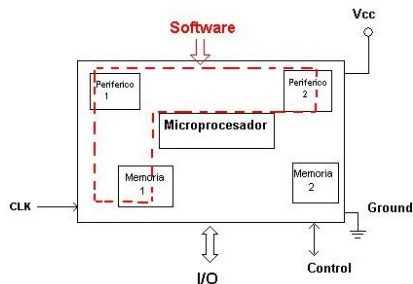 Software
Vcc
Periferico
1
Periferico
2
Microprocesador
Memoria
1
Memoria
2
CLK
Ground
I/O
Control